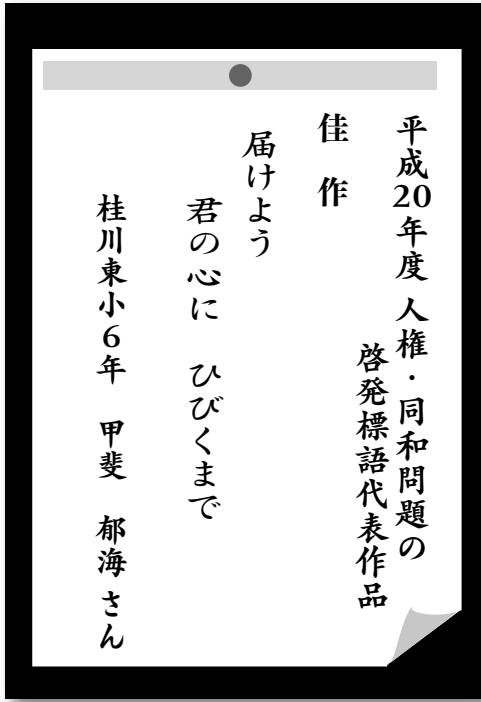 平成20年度 人権・同和問題の
啓発標語代表作品
佳 作
届けよう
君の心に ひびくまで
桂川東小６年 甲斐 郁海 さん